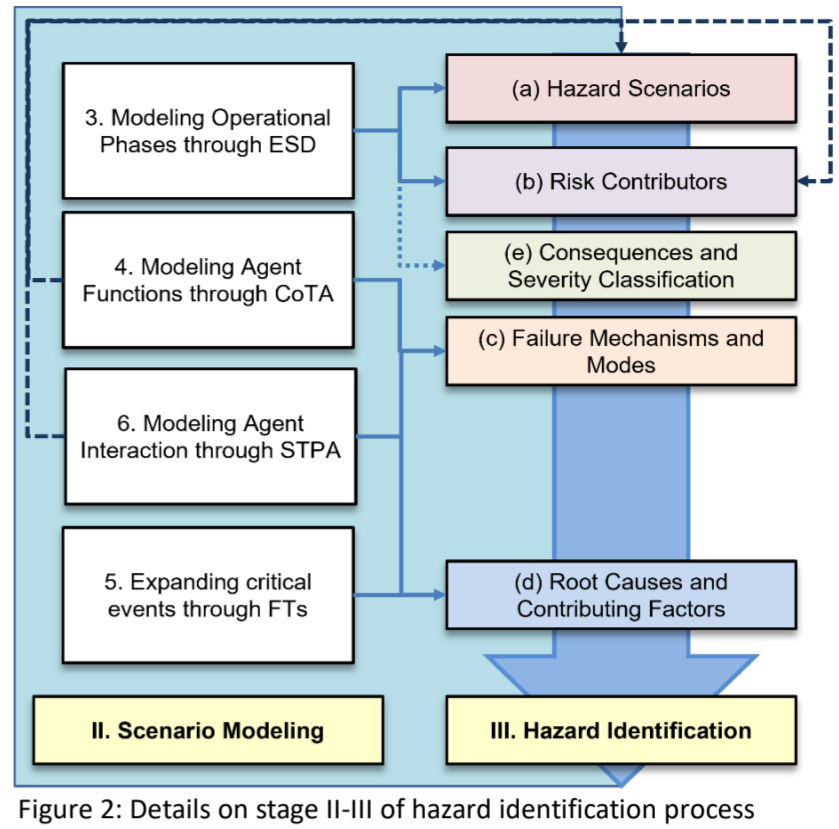 3. Modeling Operational
Phases through ESD
4. Modeling Agent
Functions through CoTA
6. Modeling Agent
Interaction through STPA
5. Expanding critical
events through FTs
II. Scenario Modeling
(a) Hazard Scenarios
(b) Risk Contributors
(e) Consequences and
Severity Classification
(c) Failure Mechanisms and
Modes
(d) Root Causes and
Contributing Factors
III. Hazard Identification
Figure 2: Details on stage II-III of hazard identification process